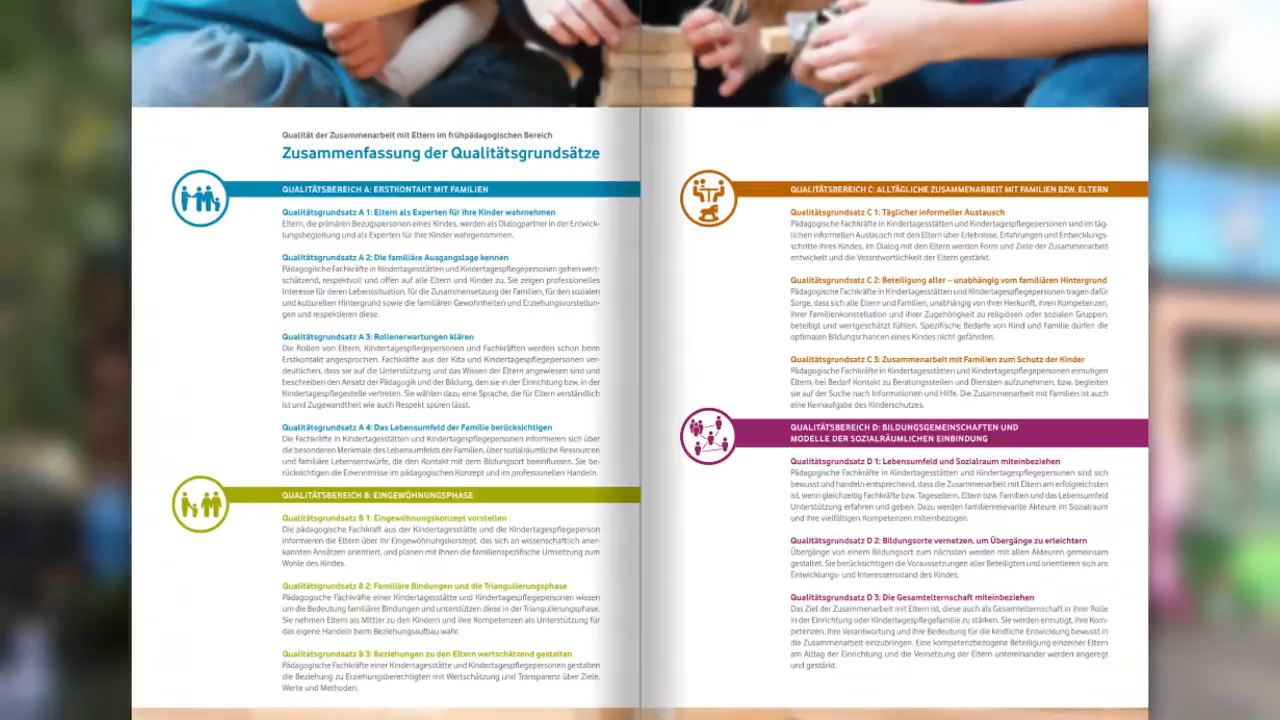 Qualität der Zusammenarbeit mit Eltern im frühpädagogischen Bereich
Zusammenfassung der Qualitätsgrundsätze
QUALITÄTSBEREICH A: ERSTKONTAKT MIT FAMILIEN
Qualitätsgrundsatz A 1: Eltern als Experten für ihre Kinder wahrnehmen
Eltern, die primären Bezugspersonen eines Kindes, werden als Dialogpartner in der Entwick-
lungsbegleitung und als Experten für ihre Kinder wahrgenommen.
Qualitätsgrundsatz A 2: Die familiäre Ausgangslage kennen
Pädagogische Fachkräfte in Kindertagesstätten und Kindertagespflegepersonen gehen wert-
schätzend, respektvoll und offen auf alle Eltern und Kinder zu. Sie zeigen professionelles
Interesse für deren Lebenssituation, für die Zusammensetzung der Familien, für den sozialen
und kulturellen Hintergrund sowie die familiären Gewohnheiten und Erziehungsvorstellun-
gen und respektieren diese.
Qualitätsgrundsatz A 3: Rollenerwartungen klären
Die Rollen von Eltern, Kindertagespflegepersonen und Fachkräften werden schon beim
Erstkontakt angesprochen. Fachkräfte aus der Kita und Kindertagespflegepersonen ver-
deutlichen, dass sie auf die Unterstützung und das Wissen der Eltern angewiesen sind und
beschreiben den Ansatz der Pädagogik und der Bildung, den sie in der Einrichtung bzw. in der
Kindertagespflegestelle vertreten. Sie wählen dazu eine Sprache, die für Eltern verständlich
ist und Zugewandtheit wie auch Respekt spüren lässt.
Qualitätsgrundsatz A 4: Das Lebensumfeld der Familie berücksichtigen
Die Fachkräfte in Kindertagesstätten und Kindertagespflegepersonen informieren sich über
die besonderen Merkmale des Lebensumfelds der Familien, über sozialräumliche Ressourcen
und familiäre Lebensentwürfe, die den Kontakt mit dem Bildungsort beeinflussen. Sie be-
rücksichtigen die Erkenntnisse im pädagogischen Konzept und im professionellen Handeln.
QUALITÄTSBEREICH B: EINGEWÖHNUNGSPHASE
Qualitätsgrundsatz B 1: Eingewöhnungskonzept vorstellen
Die pädagogische Fachkraft aus der Kindertagesstätte und die Kindertagespflegeperson
informieren die Eltern über ihr Eingewöhnungskonzept, das sich an wissenschaftlich aner-
kannten Ansätzen orientiert, und planen mit ihnen die familienspezifische Umsetzung zum
Wohle des Kindes.
Qualitätsgrundsatz B 2: Familiäre Bindungen und die Triangulierungsphase
Pädagogische Fachkräfte einer Kindertagesstätte und Kindertagespflegepersonen wissen
um die Bedeutung familiärer Bindungen und unterstützen diese in der Triangulierungsphase.
Sie nehmen Eltern als Mittler zu den Kindern und ihre Kompetenzen als Unterstützung für
das eigene Handeln beim Beziehungsaufbau wahr.
Qualitätsgrundsatz B 3: Beziehungen zu den Eltern wertschätzend gestalten
Pädagogische Fachkräfte einer Kindertagesstätte und Kindertagespflegepersonen gestalten
die Beziehung zu Erziehungsberechtigten mit Wertschätzung und Transparenz über Ziele,
Werte und Methoden.
QUALITÄTSBEREICH C: ALLTÄGLICHE ZUSAMMENARBEIT MIT FAMILIEN BZW. ELTERN
Qualitätsgrundsatz C 1: Täglicher informeller Austausch
Pädagogische Fachkräfte in Kindertagesstätten und Kindertagespflegepersonen sind im täg-
lichen informellen Austausch mit den Eltern über Erlebnisse, Erfahrungen und Entwicklungs-
schritte ihres Kindes. Im Dialog mit den Eltern werden Form und Ziele der Zusammenarbeit
entwickelt und die Verantwortlichkeit der Eltern gestärkt.
Qualitätsgrundsatz C 2: Beteiligung aller – unabhängig vom familiären Hintergrund
Pädagogische Fachkräfte in Kindertagesstätten und Kindertagespflegepersonen tragen dafür
Sorge, dass sich alle Eltern und Familien, unabhängig von ihrer Herkunft, ihren Kompetenzen,
ihrer Familienkonstellation und ihrer Zugehörigkeit zu religiösen oder sozialen Gruppen,
beteiligt und wertgeschätzt fühlen. Spezifische Bedarfe von Kind und Familie dürfen die
optimalen Bildungschancen eines Kindes nicht gefährden.
Qualitätsgrundsatz C 3: Zusammenarbeit mit Familien zum Schutz der Kinder
Pädagogische Fachkräfte in Kindertagesstätten und Kindertagespflegepersonen ermutigen
Eltern, bei Bedarf Kontakt zu Beratungsstellen und Diensten aufzunehmen, bzw. begleiten
sie auf der Suche nach Informationen und Hilfe. Die Zusammenarbeit mit Familien ist auch
eine Kernaufgabe des Kinderschutzes.
QUALITÄTSBEREICH D: BILDUNGSGEMEINSCHAFTEN UND
MODELLE DER SOZIALRÄUMLICHEN EINBINDUNG
Qualitätsgrundsatz D 1: Lebensumfeld und Sozialraum miteinbeziehen
Pädagogische Fachkräfte in Kindertagesstätten und Kindertagespflegepersonen sind sich
bewusst und handeln entsprechend, dass die Zusammenarbeit mit Eltern am erfolgreichsten
ist, wenn gleichzeitig Fachkräfte bzw. Tageseltern, Eltern bzw. Familien und das Lebensumfeld
Unterstützung erfahren und geben. Dazu werden familienrelevante Akteure im Sozialraum
und ihre vielfältigen Kompetenzen miteinbezogen.
Qualitätsgrundsatz D 2: Bildungsorte vernetzen, um Übergänge zu erleichtern
Übergänge von einem Bildungsort zum nächsten werden mit allen Akteuren gemeinsam
gestaltet. Sie berücksichtigen die Voraussetzungen aller Beteiligten und orientieren sich am
Entwicklungs- und Interessensstand des Kindes.
Qualitätsgrundsatz D 3: Die Gesamtelternschaft miteinbeziehen
Das Ziel der Zusammenarbeit mit Eltern ist, diese auch als Gesamtelternschaft in ihrer Rolle
in der Einrichtung oder Kindertagespflegefamilie zu stärken. Sie werden ermutigt, ihre Kom-
petenzen, ihre Verantwortung und ihre Bedeutung für die kindliche Entwicklung bewusst in
die Zusammenarbeit einzubringen. Eine kompetenzbezogene Beteiligung einzelner Eltern
am Alltag der Einrichtung und die Vernetzung der Eltern untereinander werden angeregt
und gestärkt.